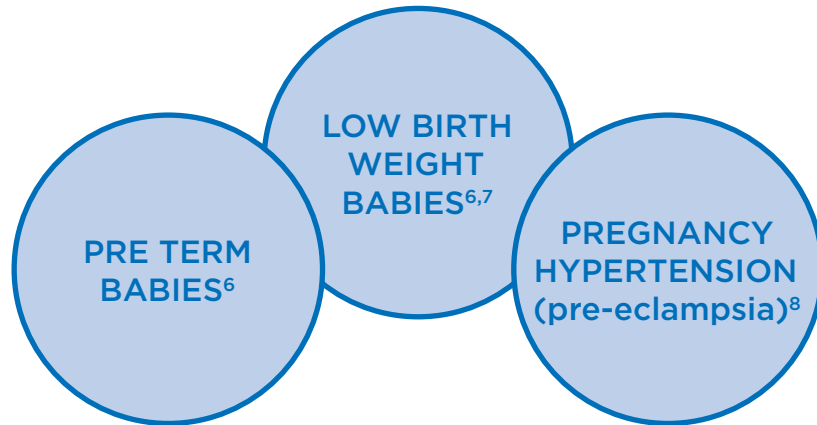 PRE TERM
BABIES⁶
LOW BIRTH
WEIGHT
BABIES⁶,⁷
PREGNANCY
HYPERTENSION
(pre-eclampsia)⁸